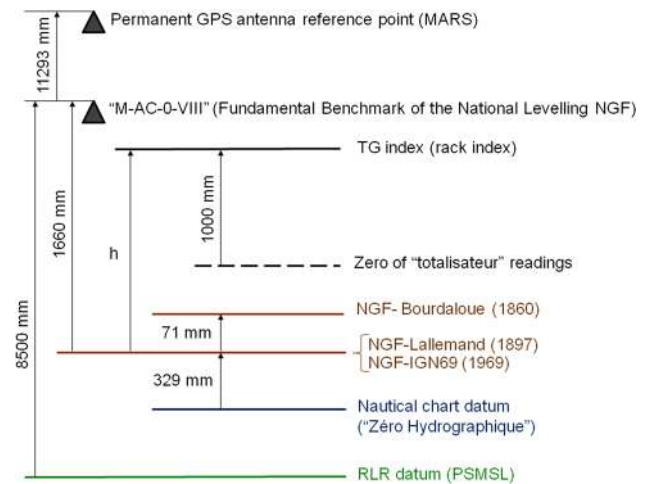 Permanent GPS antenna reference point (MARS)
11293 mm
“M-AC-0-VIII” (Fundamental Benchmark of the National Levelling NGF)
TG index (rack index)
1660 mm
h
1000 mm
Zero of “totalisateur” readings
8500 mm
NGF- Bourdaloue (1860)
71 mm
NGF-Lallemand (1897)
NGF-IGN69 (1969)
329 mm
Nautical chart datum
(“Zéro Hydrographique”)
RLR datum (PSMSL)